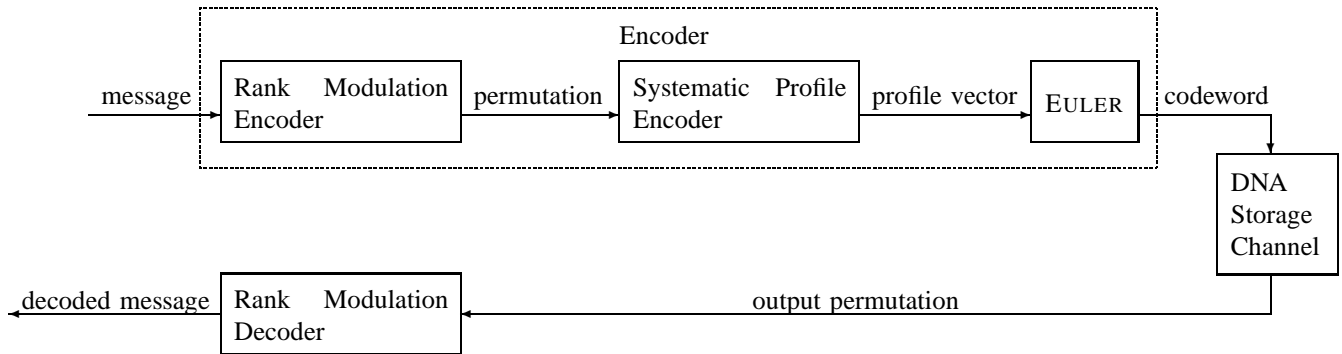 Encoder
message
Rank Modulation
Encoder
permutation
Systematic Profile
Encoder
profile vector
EULER
codeword
DNA
Storage
Channel
decoded message
Rank Modulation
Decoder
output permutation